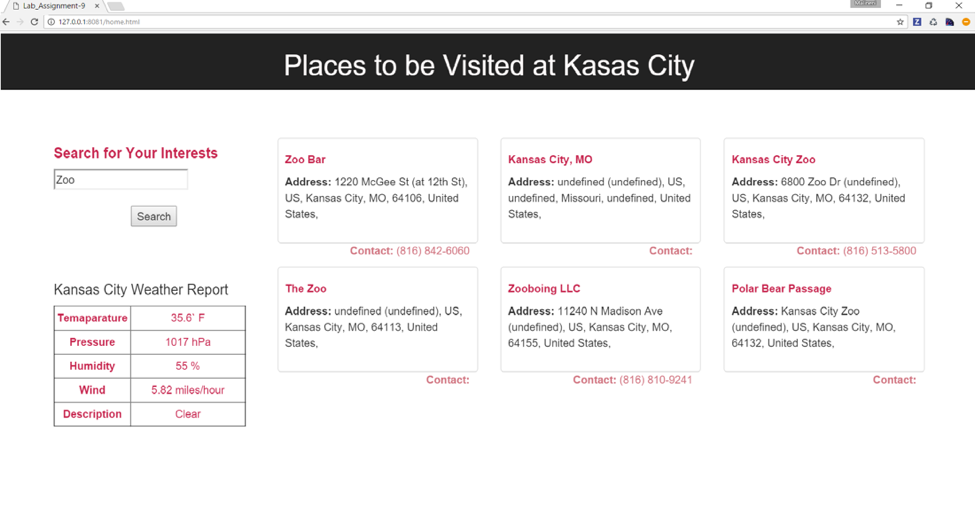 Lab_Assignment-9
127.0.0.1:8081/home.html
Places to be Visited at Kasas City
Search for Your Interests
Zoo
Search
Kansas City Weather Report
Temaparature 35.6° F
Pressure 1017 hPa
Humidity 55 %
Wind 5.82 miles/hour
Description Clear
Zoo Bar
Address: 1220 McGee St (at 12th St),
US, Kansas City, MO, 64106, United
States,
Contact: (816) 842-6060
Kansas City, MO
Address: undefined (undefined), US,
undefined, Missouri, undefined, United
States,
Contact:
Kansas City Zoo
Address: 6800 Zoo Dr (undefined),
US, Kansas City, MO, 64132, United
States,
Contact: (816) 513-5800
The Zoo
Address: undefined (undefined), US,
Kansas City, MO, 64113, United
States,
Contact:
Zooboing LLC
Address: 11240 N Madison Ave
(undefined), US, Kansas City, MO,
64155, United States,
Contact: (816) 810-9241
Polar Bear Passage
Address: Kansas City Zoo
(undefined), US, Kansas City, MO,
64132, United States,
Contact: